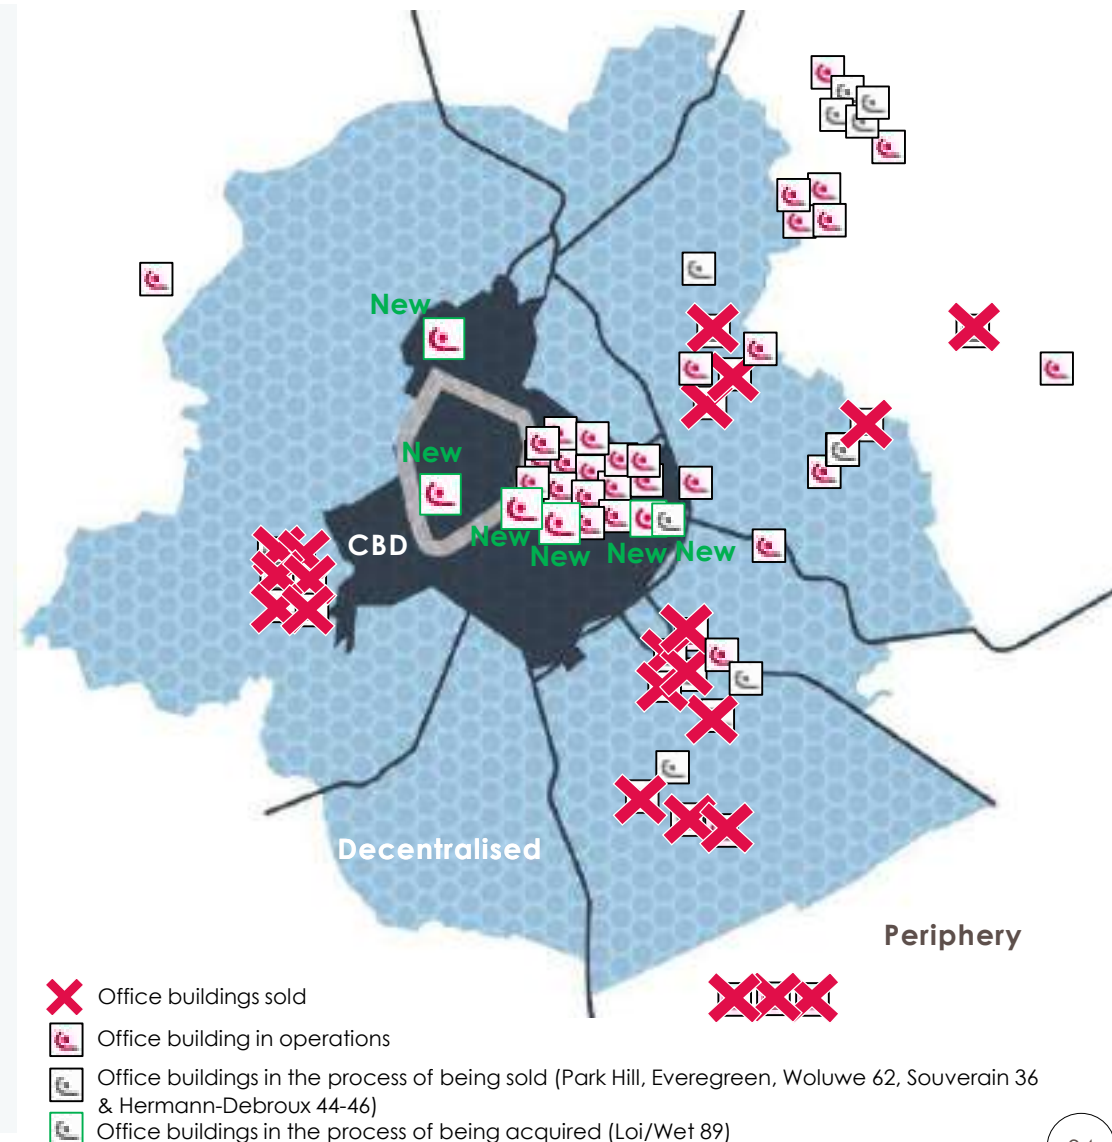 New
New
CBD
New
New
New
New
Decentralised
Periphery
Office buildings sold
Office building in operations
Office buildings in the process of being sold (Park Hill, Everegreen, Woluwe 62, Souverain 36
& Hermann-Debroux 44-46)
Office buildings in the process of being acquired (Loi/Wet 89)